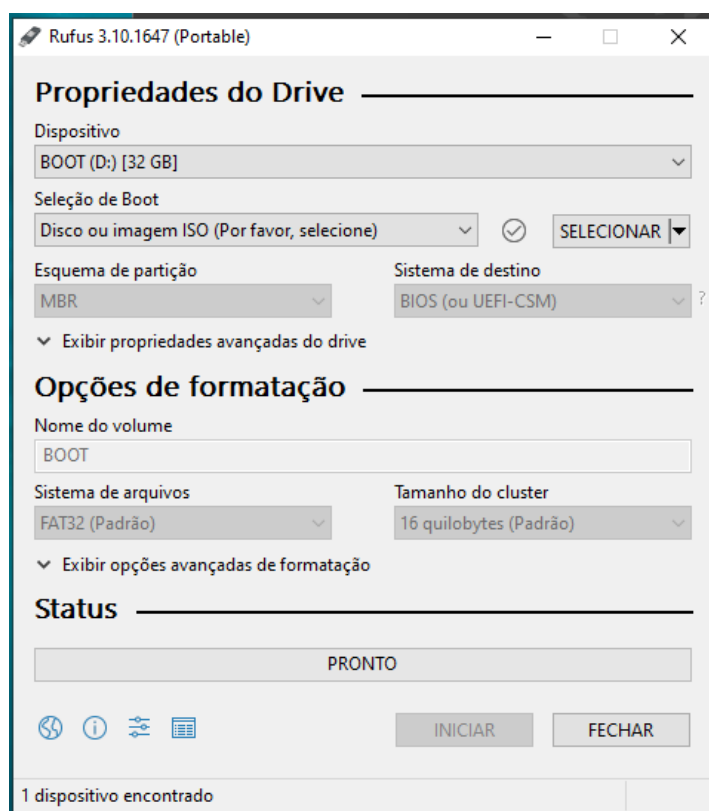 Rufus 3.10.1647 (Portable)
Propriedades do Drive
Dispositivo
BOOT (D:) [32 GB]
Seleção de Boot
Disco ou imagem ISO (Por favor, selecione)
SELECIONAR
Esquema de partição
Sistema de destino
MBR
BIOS (ou UEFI-CSM)
?
Exibir propriedades avançadas do drive
Opções de formatação
Nome do volume
BOOT
Sistema de arquivos
Tamanho do cluster
FAT32 (Padrão)
16 quilobytes (Padrão)
Exibir opções avançadas de formatação
Status
PRONTO
INICIAR
FECHAR
1 dispositivo encontrado